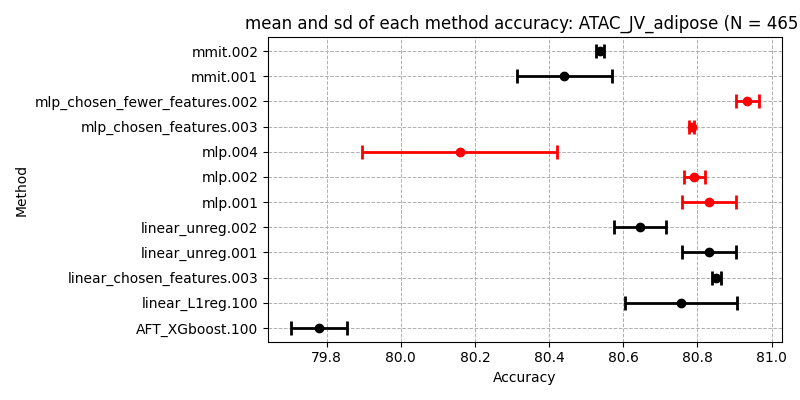 mean and sd of each method accuracy: ATAC_JV_adipose (N = 465
mmit.002
mmit.001
mlp_chosen_fewer_features.002
mlp_chosen_features.003
mlp.004
mlp.002
mlp.001
linear_unreg.002
linear_unreg.001
linear_chosen_features.003
linear_L1reg.100
AFT_XGboost.100
Method
79.8 80.0 80.2 80.4 80.6 80.8 81.0
Accuracy